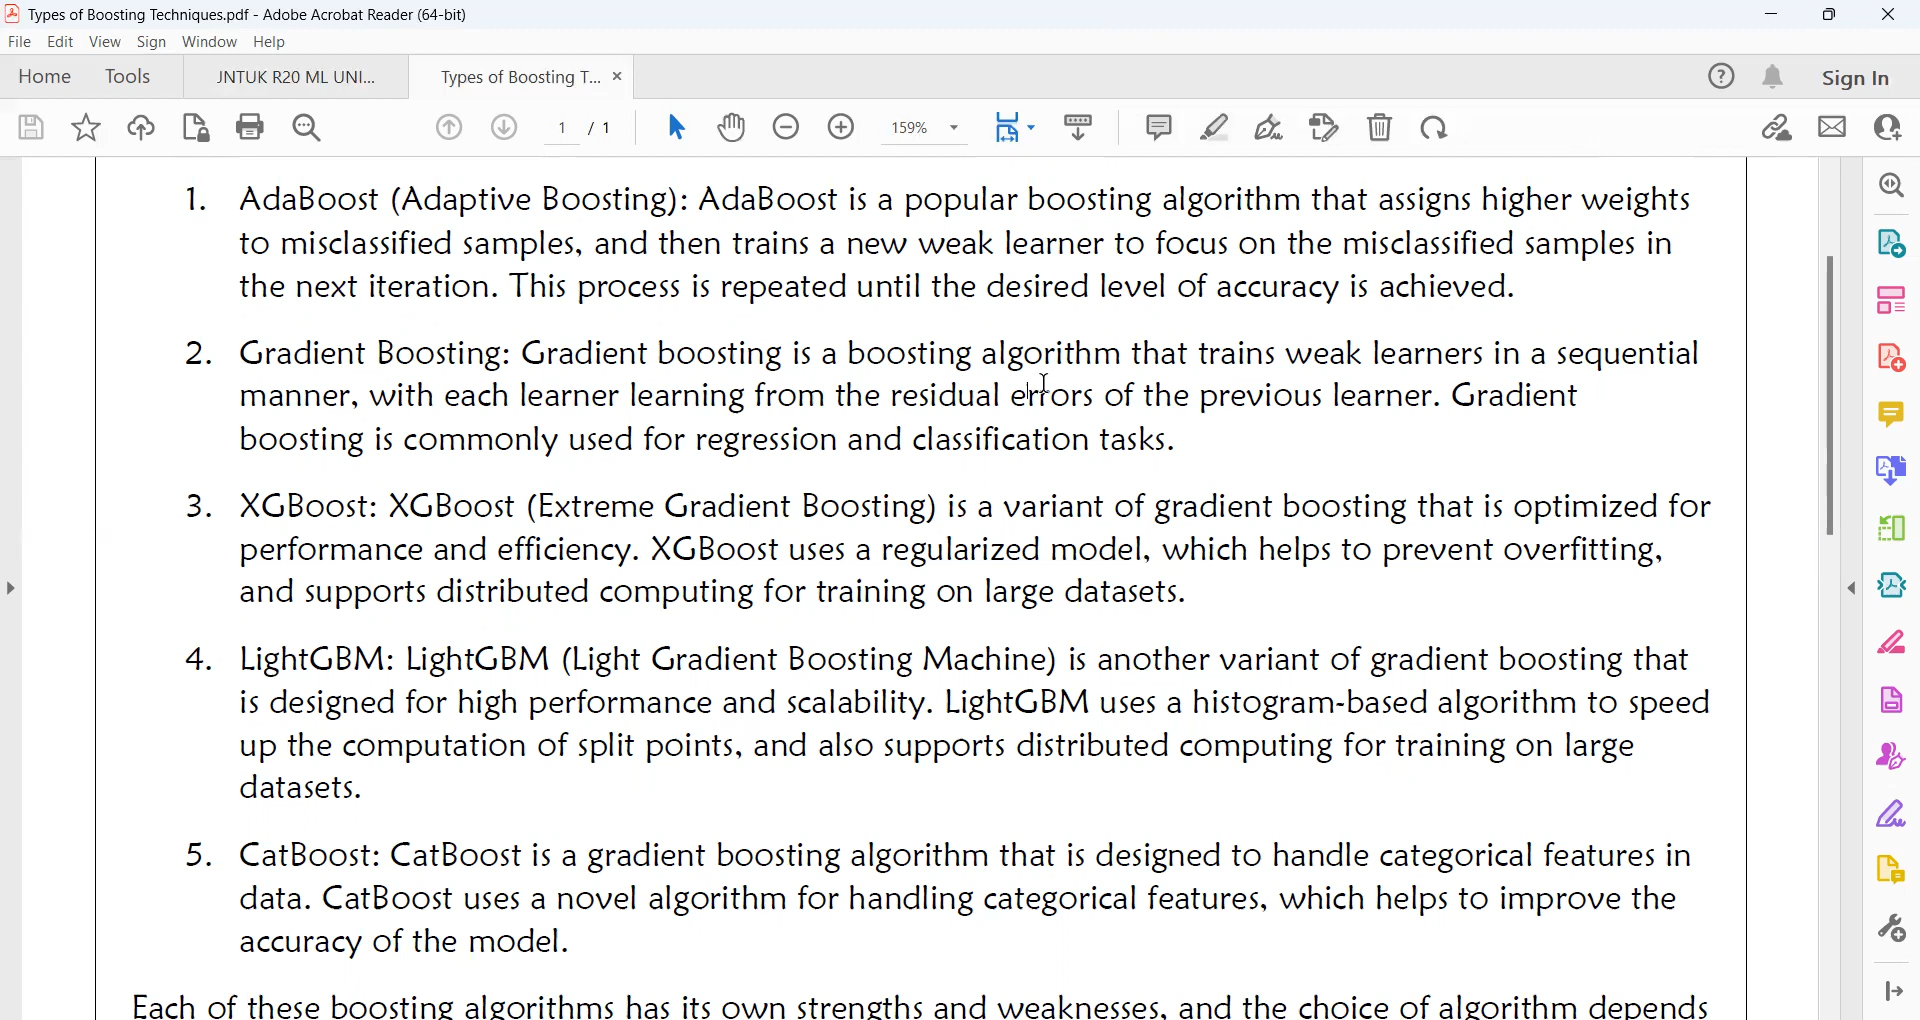 Types of Boosting Techniques.pdf - Adobe Acrobat Reader (64-bit)
File Edit View Sign Window Help
Home Tools JNTUK R20 ML UNI... Types of Boosting T... Sign In
1 / 1 159%
1. AdaBoost (Adaptive Boosting): AdaBoost is a popular boosting algorithm that assigns higher weights
to misclassified samples, and then trains a new weak learner to focus on the misclassified samples in
the next iteration. This process is repeated until the desired level of accuracy is achieved.
2. Gradient Boosting: Gradient boosting is a boosting algorithm that trains weak learners in a sequential
manner, with each learner learning from the residual errors of the previous learner. Gradient
boosting is commonly used for regression and classification tasks.
3. XGBoost: XGBoost (Extreme Gradient Boosting) is a variant of gradient boosting that is optimized for
performance and efficiency. XGBoost uses a regularized model, which helps to prevent overfitting,
and supports distributed computing for training on large datasets.
4. LightGBM: LightGBM (Light Gradient Boosting Machine) is another variant of gradient boosting that
is designed for high performance and scalability. LightGBM uses a histogram-based algorithm to speed
up the computation of split points, and also supports distributed computing for training on large
datasets.
5. CatBoost: CatBoost is a gradient boosting algorithm that is designed to handle categorical features in
data. CatBoost uses a novel algorithm for handling categorical features, which helps to improve the
accuracy of the model.
Each of these boosting algorithms has its own strengths and weaknesses, and the choice of algorithm depends